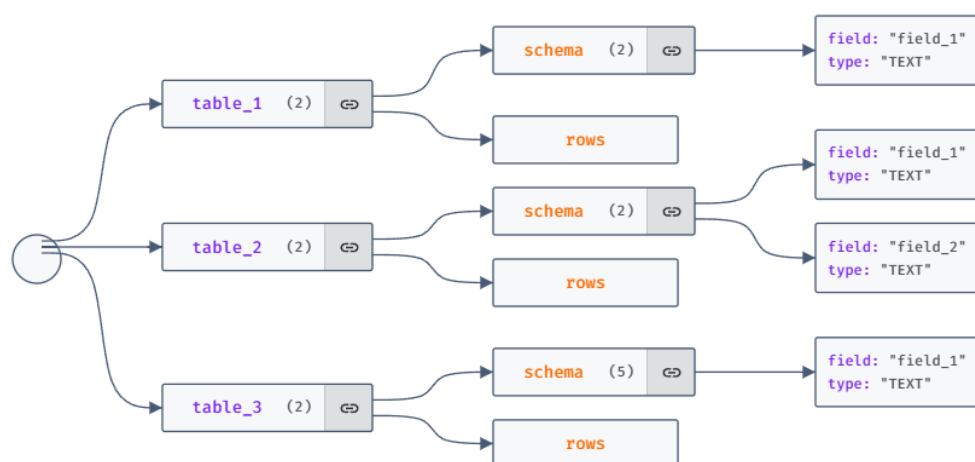 schema (2)
field: "field_1"
type: "TEXT"
table_1 (2)
rows
field: "field_1"
type: "TEXT"
schema (2)
table_2 (2)
field: "field_2"
type: "TEXT"
rows
schema (5)
field: "field_1"
type: "TEXT"
table_3 (2)
rows